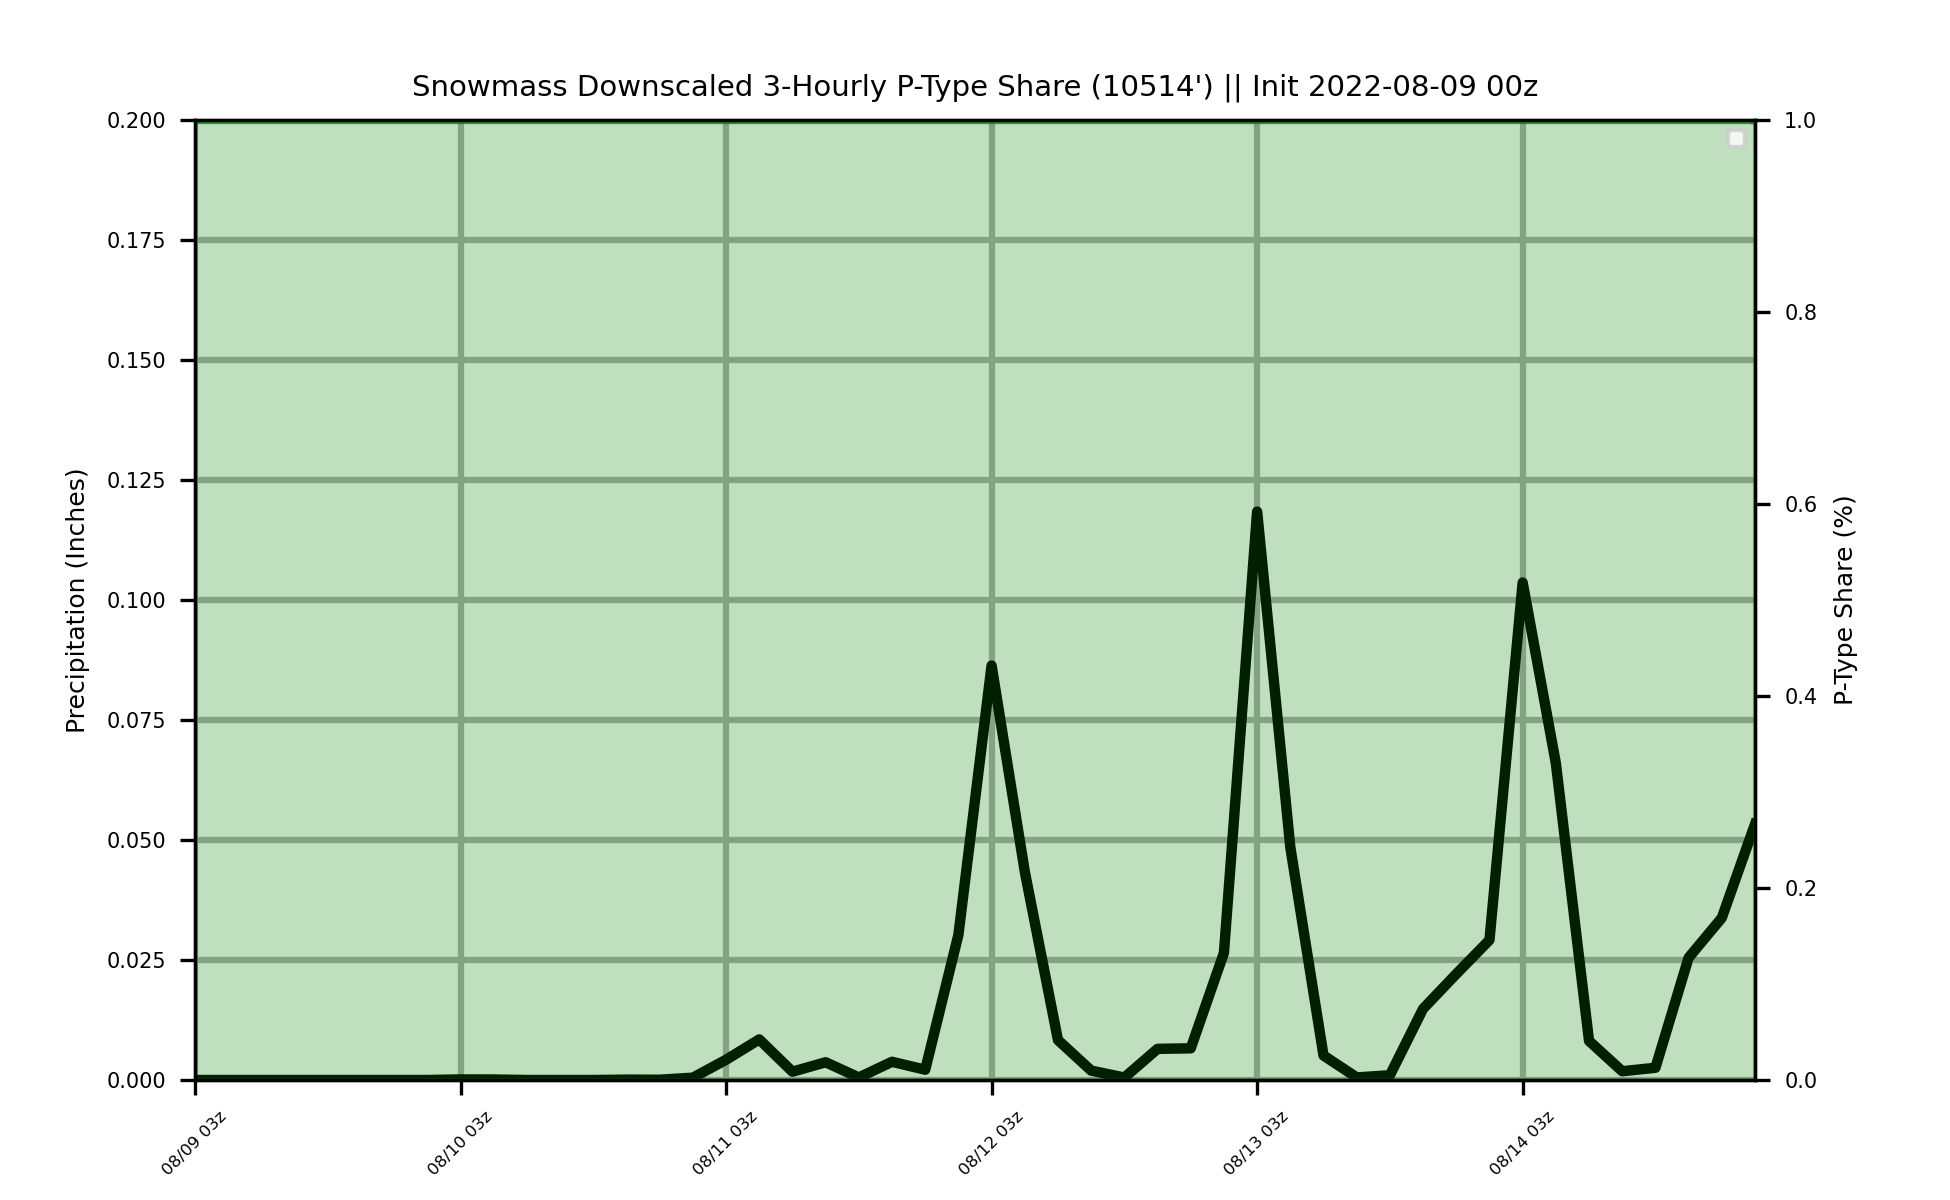 Snowmass Downscaled 3-Hourly P-Type Share (10514') || Init 2022-08-09 00z
0.200
0.175
0.150
0.125
0.100
0.075
0.050
0.025
0.000
Precipitation (Inches)
1.0
0.8
0.6
0.4
0.2
0.0
P-Type Share (%)
08/09 03z
08/10 03z
08/11 03z
08/12 03z
08/13 03z
08/14 03z